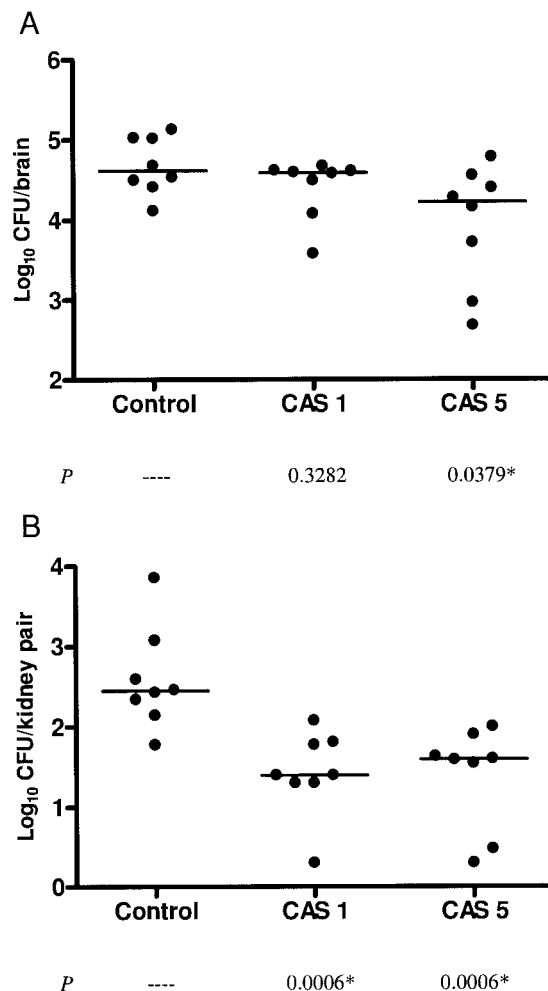 A
6
5
4
3
2
Log10 CFU/brain
Control CAS 1 CAS 5
P ---- 0.3282 0.0379*
B
4
3
2
1
0
Log10 CFU/kidney pair
Control CAS 1 CAS 5
P ---- 0.0006* 0.0006*